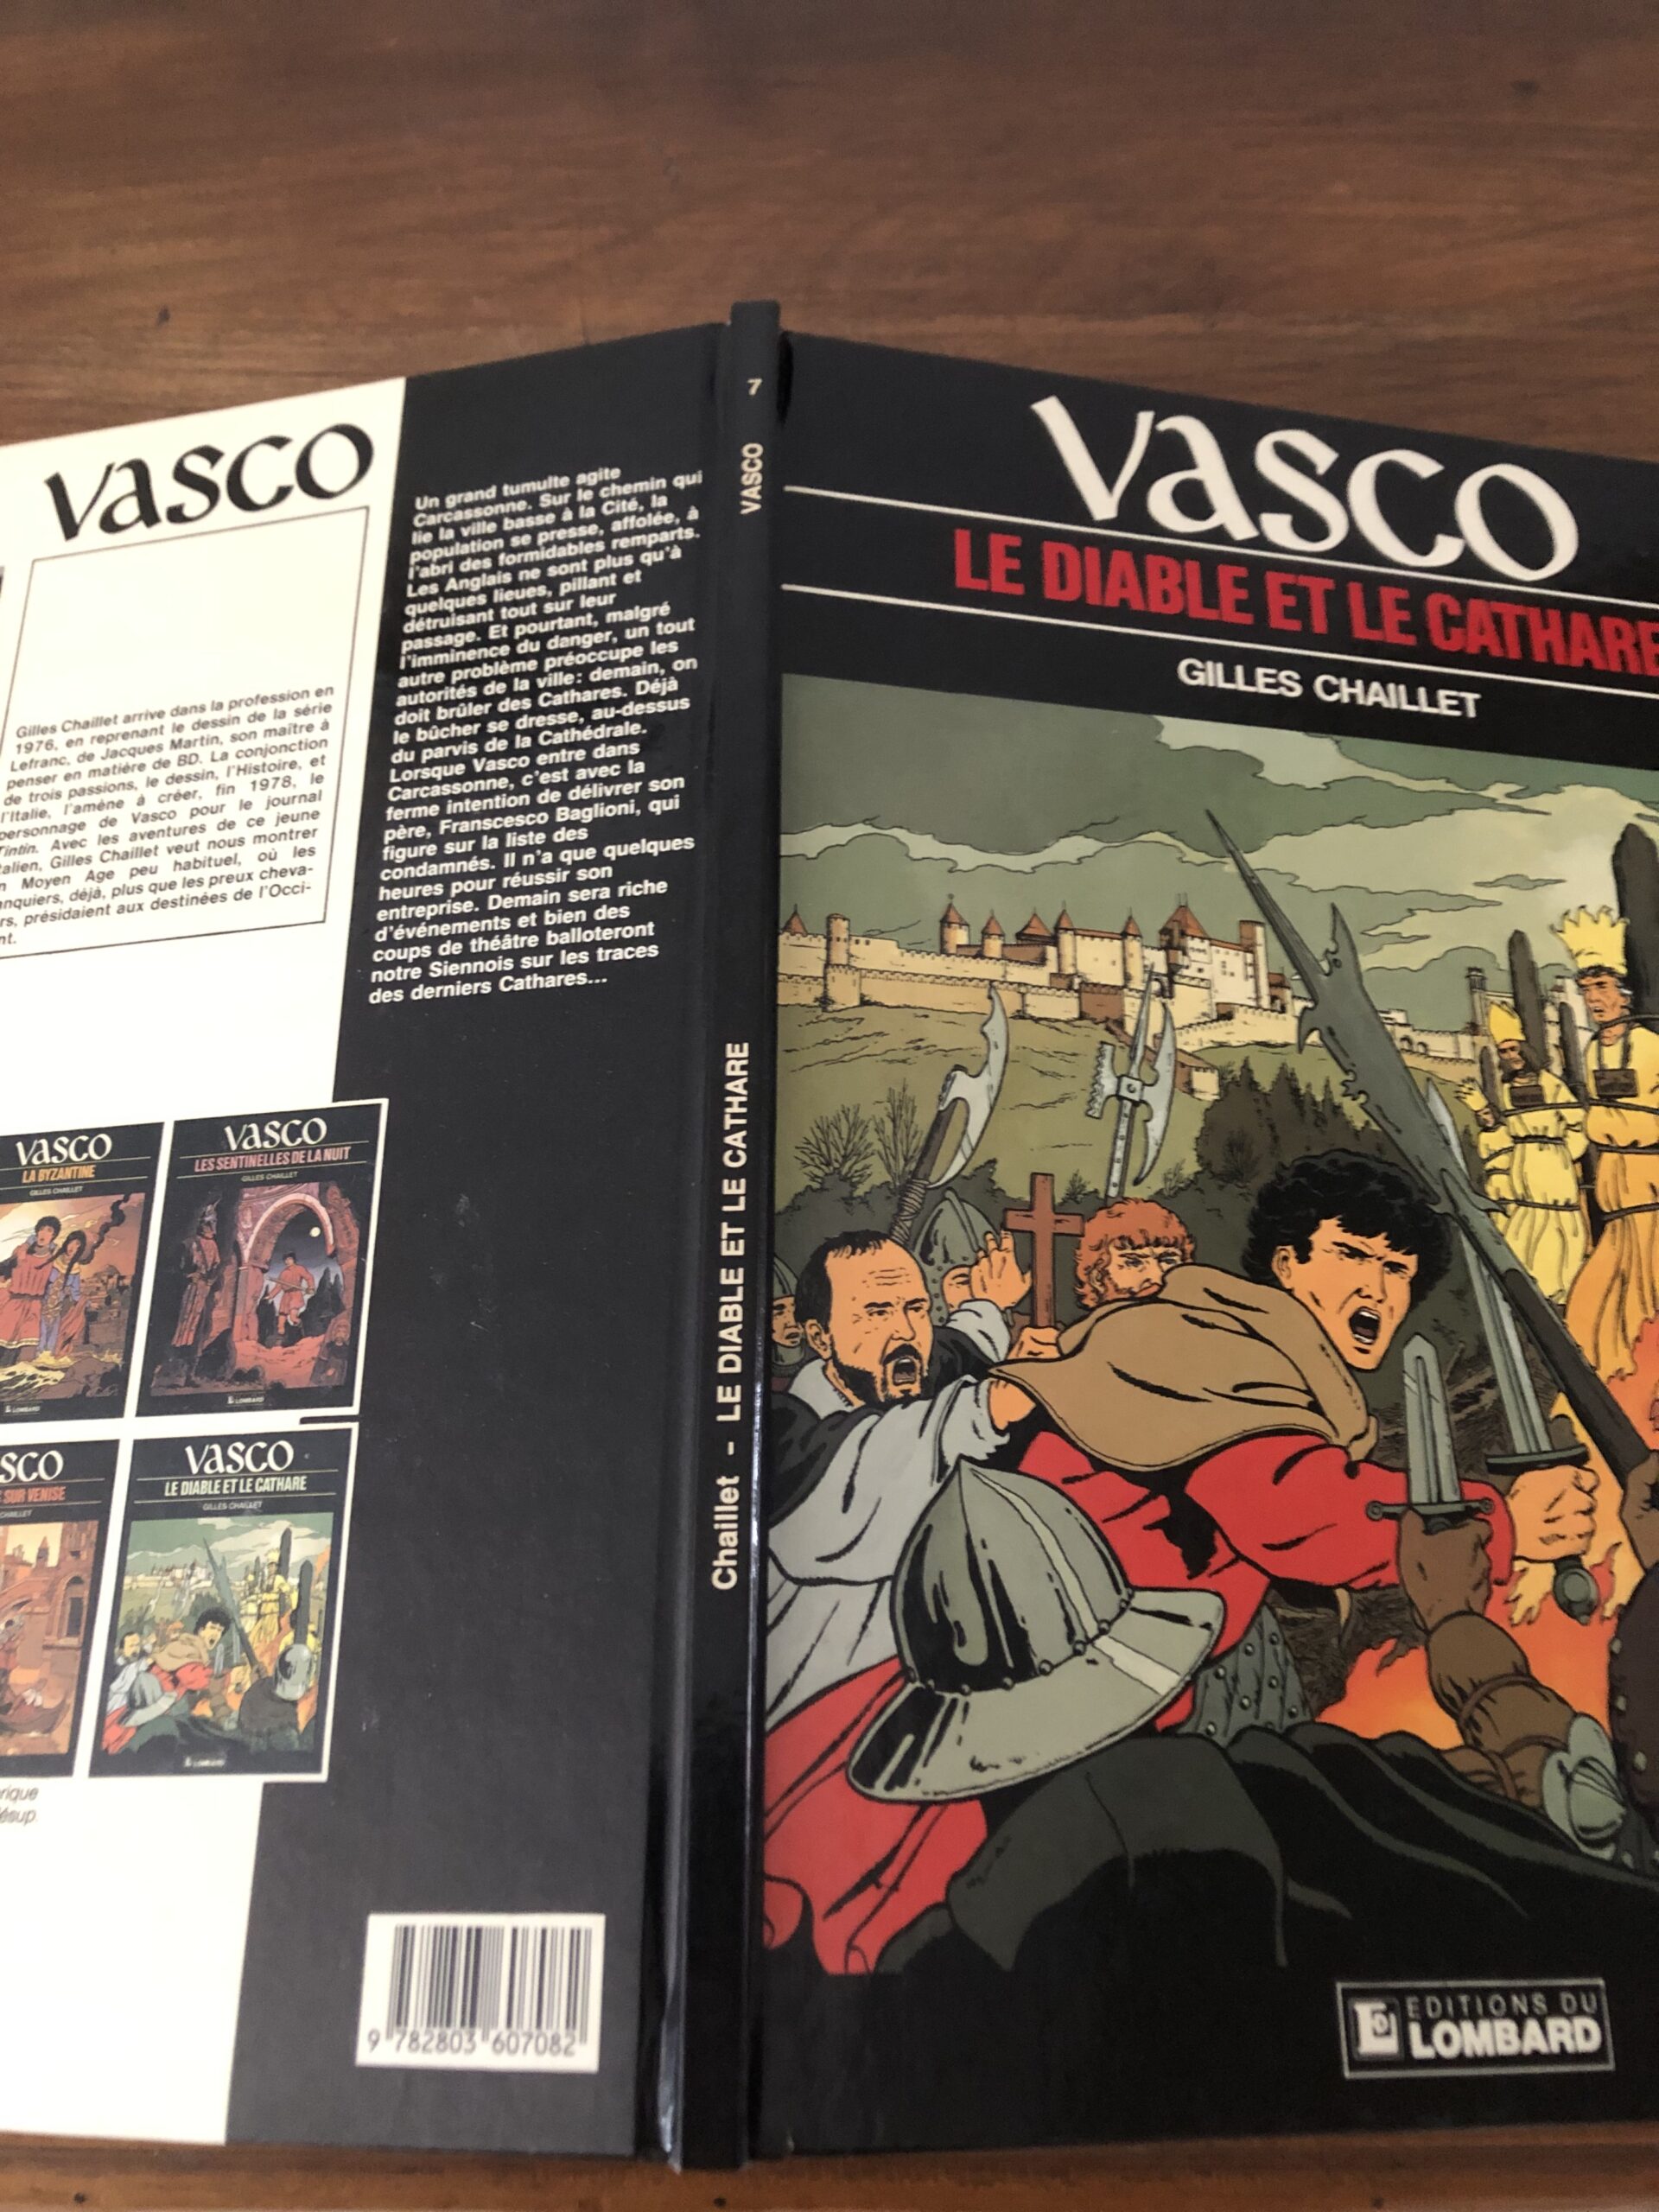 vasco
Gilles Chaillet arrive dans la profession en
1976, en reprenant le dessin de la série
Lefranc, de Jacques Martin, son maître à
penser en matière de BD. La conjonction
de trois passions, le dessin, l'Histoire, et
l'Italie, l'amène à créer, fin 1978, le
personnage de Vasco pour le journal
Tintin. Avec les aventures de ce jeune
Italien, Gilles Chaillet veut nous montrer
Moyen Age peu habituel, où les
déjà, plus que les preux cheva-
présidaient aux destinées de l'Occi-
vasco
LA BYZANTINE
GILLES CHAILLET
LOMBARD
vasco
LES SENTINELLES DE LA NUIT
GILLES CHAILLET
LOMBARD
SUR VENISE
vasco
LE DIABLE ET LE CATHARE
GILLES CHAILLET
LOMBARD
Un grand tumulte agite
Carcassonne. Sur le chemin qui
lie la ville basse à la Cité, la
population se presse, affolée, à
l'abri des formidables remparts.
Les Anglais ne sont plus qu'à
quelques lieues, pillant et
détruisant tout sur leur
passage. Et pourtant, malgré
l'imminence du danger, un tout
autre problème préoccupe les
autorités de la ville: demain, on
doit brûler des Cathares. Déjà
le bûcher se dresse, au-dessus
du parvis de la Cathédrale.
Lorsque Vasco entre dans
Carcassonne, c'est avec la
ferme intention de délivrer son
père, Franscesco Baglioni, qui
figure sur la liste des
condamnés. Il n'a que quelques
heures pour réussir son
entreprise. Demain sera riche
d'événements et bien des
coups de théâtre balloteront
notre Siennois sur les traces
des derniers Cathares...
9 782803 607082
7
VASCO
Chaillet - LE DIABLE ET LE CATHARE
vasco
LE DIABLE ET LE CATHARE
GILLES CHAILLET
EDITIONS DU
LOMBARD